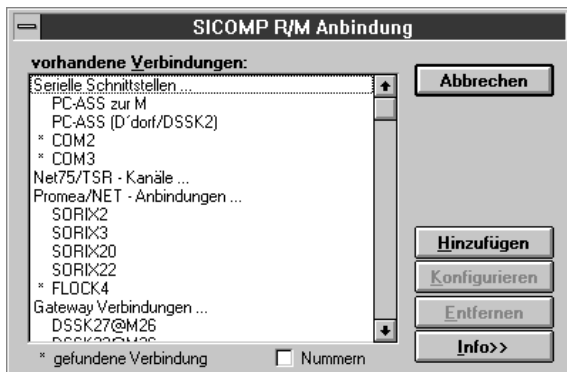 SICOMP R/M Anbindung
vorhandene Verbindungen:
Serielle Schnittstellen ...
PC-ASS zur M
PC-ASS (D´dorf/DSSK2)
* COM2
* COM3
Net75/TSR - Kanäle ...
Promea/NET - Anbindungen ...
SORIX2
SORIX3
SORIX20
SORIX22
* FLOCK4
Gateway Verbindungen ...
DSSK27@M26
* gefundene Verbindung
Nummern
Abbrechen
Hinzufügen
Konfigurieren
Entfernen
Info>>